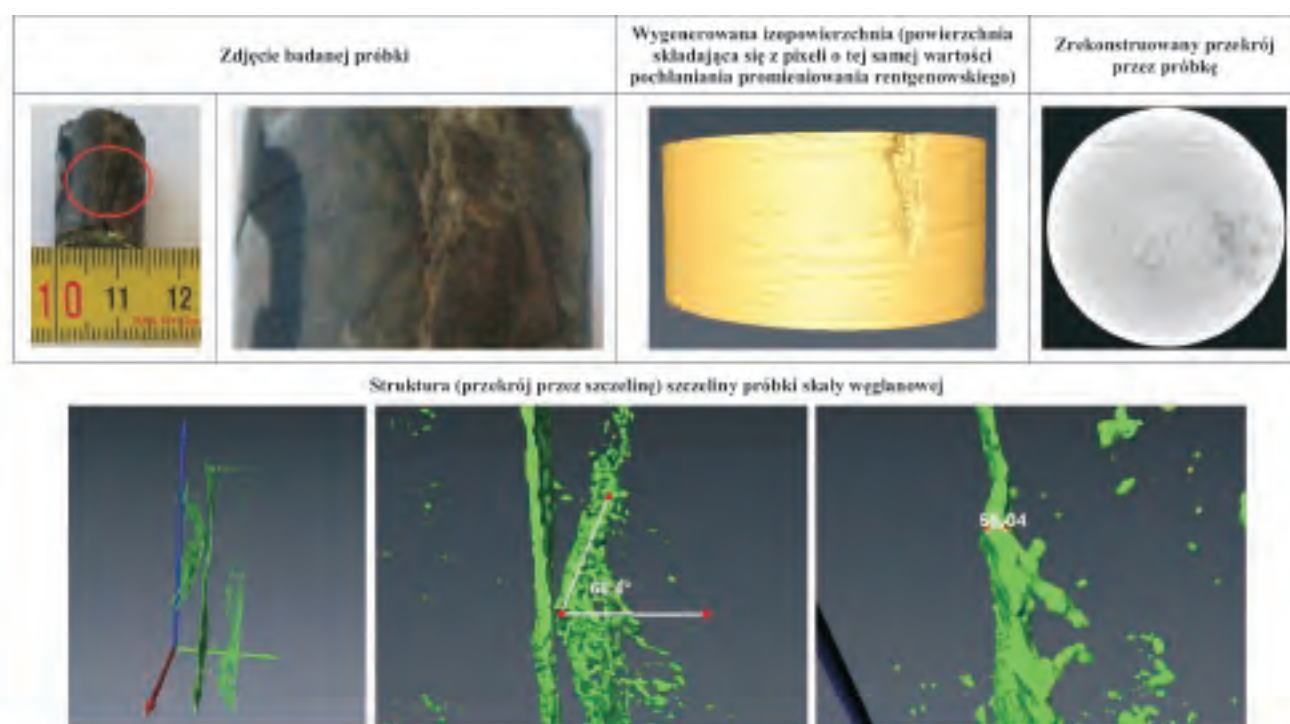 Zdjęcie badanej próbki
Wygenerowana izopowierzchnia (powierzchnia
składająca się z pixeli o tej samej wartości
pochłaniania promieniowania rentgenowskiego)
Zrekonstruowany przekrój
przez próbkę
10 11 12
Struktura (przekrój przez szczelinę) szczeliny próbki skały węglanowej